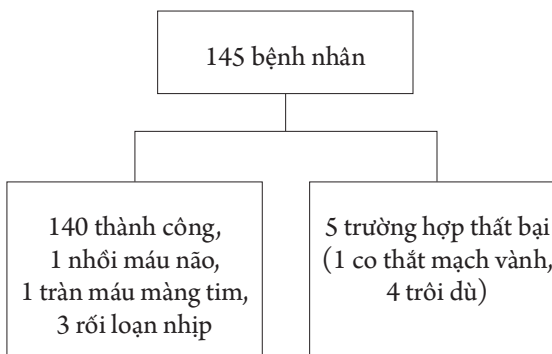 145 bệnh nhân
140 thành công,
1 nhồi máu não,
1 tràn máu màng tim,
3 rối loạn nhịp
5 trường hợp thất bại
(1 co thắt mạch vành,
4 trôi dù)